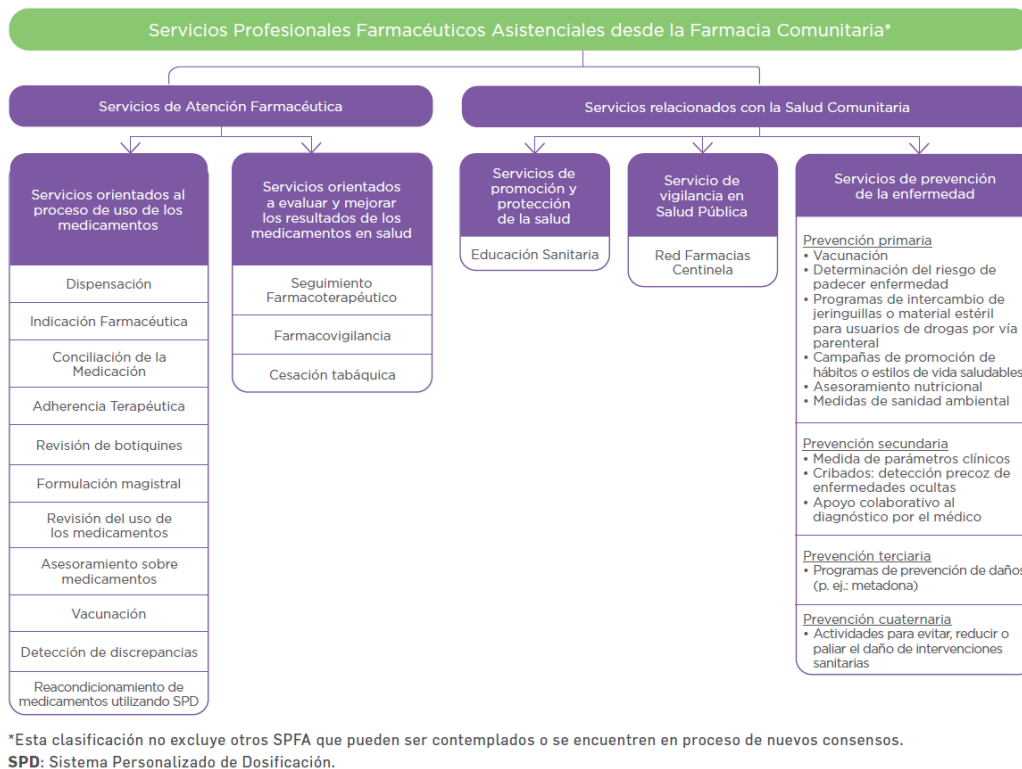 Servicios Profesionales Farmacéuticos Asistenciales desde la Farmacia Comunitaria*
Servicios de Atención Farmacéutica
Servicios relacionados con la Salud Comunitaria
Servicios orientados al
proceso de uso de los
medicamentos
Dispensación
Indicación Farmacéutica
Conciliación de la
Medicación
Adherencia Terapéutica
Revisión de botiquines
Formulación magistral
Revisión del uso de
los medicamentos
Asesoramiento sobre
medicamentos
Vacunación
Detección de discrepancias
Reacondicionamiento de
medicamentos utilizando SPD
Servicios orientados
a evaluar y mejorar
los resultados de los
medicamentos en salud
Seguimiento
Farmacoterapéutico
Farmacovigilancia
Cesación tabáquica
Servicios de
promoción y
protección
de la salud
Educación Sanitaria
Servicio de
vigilancia en
Salud Pública
Red Farmacias
Centinela
Servicios de prevención
de la enfermedad
Prevención primaria
• Vacunación
• Determinación del riesgo de
padecer enfermedad
• Programas de intercambio de
jeringuillas o material estéril
para usuarios de drogas por vía
parenteral
• Campañas de promoción de
hábitos o estilos de vida saludables
• Asesoramiento nutricional
• Medidas de sanidad ambiental
Prevención secundaria
• Medida de parámetros clínicos
• Cribados: detección precoz de
enfermedades ocultas
• Apoyo colaborativo al
diagnóstico por el médico
Prevención terciaria
• Programas de prevención de daños
(p. ej.: metadona)
Prevención cuaternaria
• Actividades para evitar, reducir o
paliar el daño de intervenciones
sanitarias
*Esta clasificación no excluye otros SPFA que pueden ser contemplados o se encuentren en proceso de nuevos consensos.
SPD: Sistema Personalizado de Dosificación.